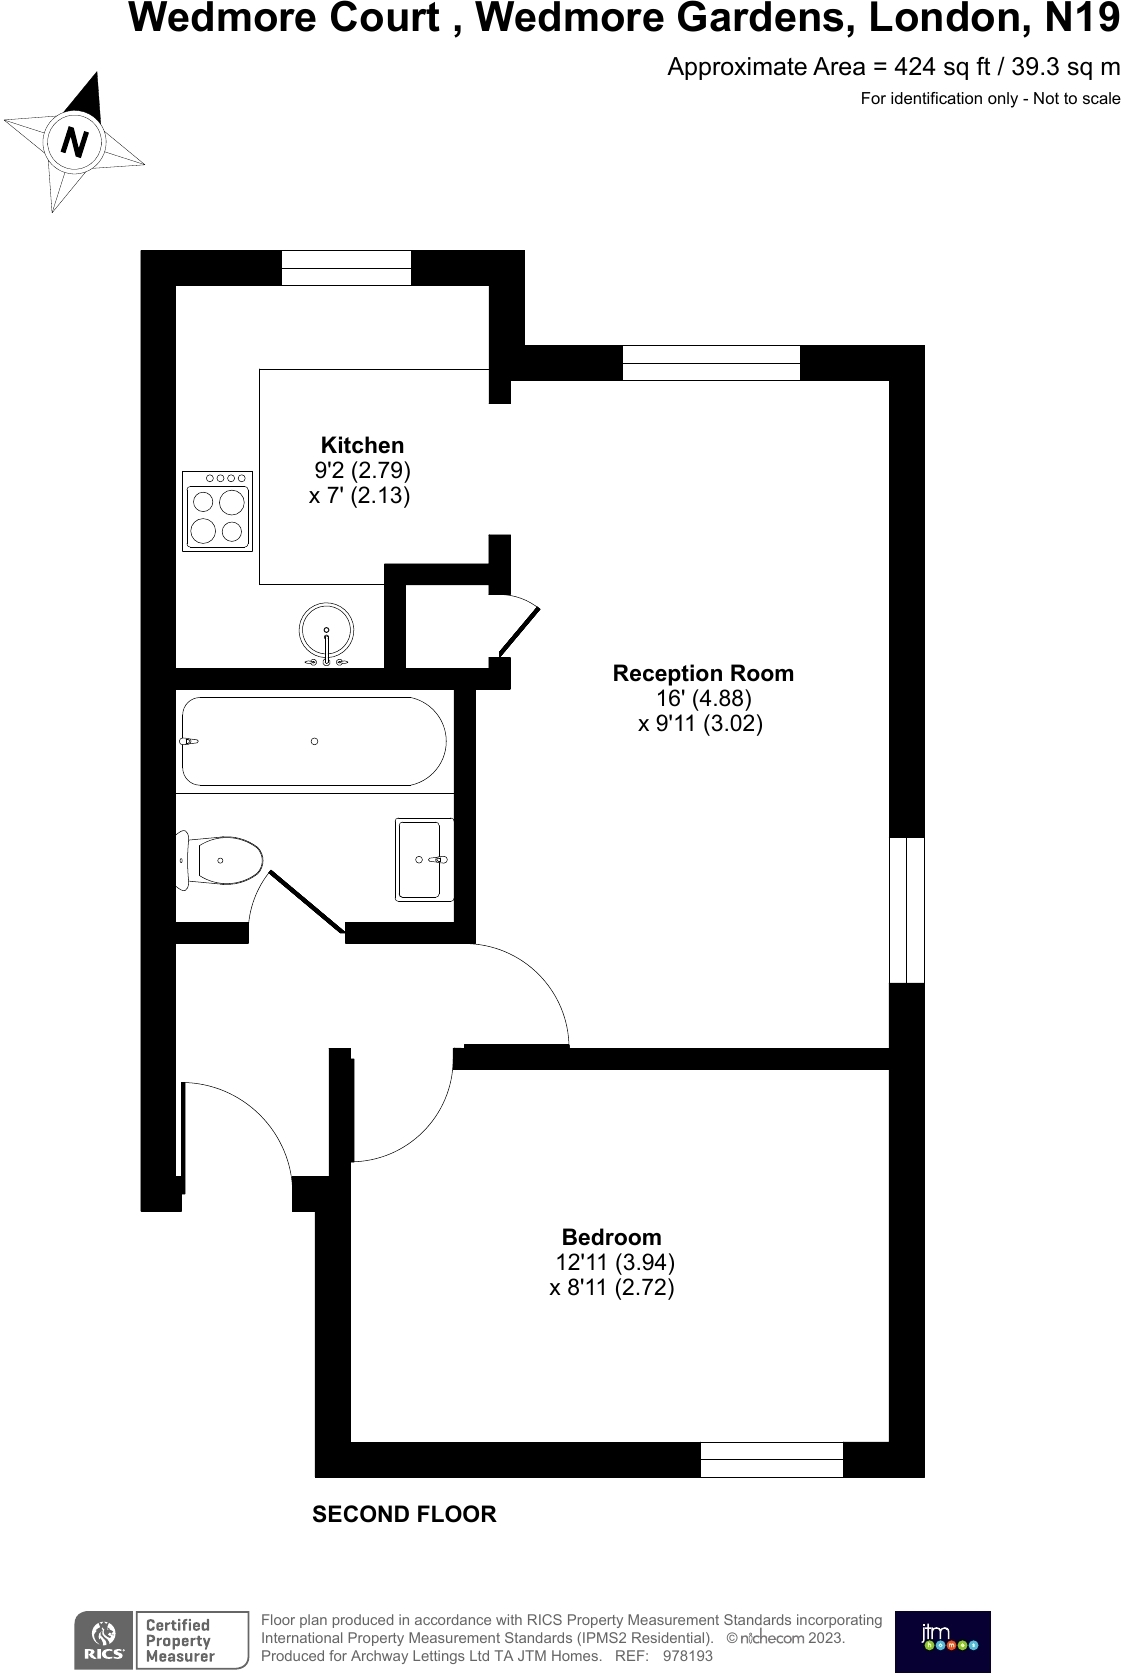 Wedmore Court , Wedmore Gardens, London, N19
Approximate Area = 424 sq ft / 39.3 sq m
For identification only - Not to scale
N
Kitchen
9'2 (2.79)
x 7' (2.13)
Reception Room
16' (4.88)
x 9'11 (3.02)
Bedroom
12'11 (3.94)
x 8'11 (2.72)
SECOND FLOOR
RICS
Certified
Property
Measurer
Floor plan produced in accordance with RICS Property Measurement Standards incorporating
International Property Measurement Standards (IPMS2 Residential). © nichecom 2023.
Produced for Archway Lettings Ltd TA JTM Homes. REF: 978193
jtm
homes